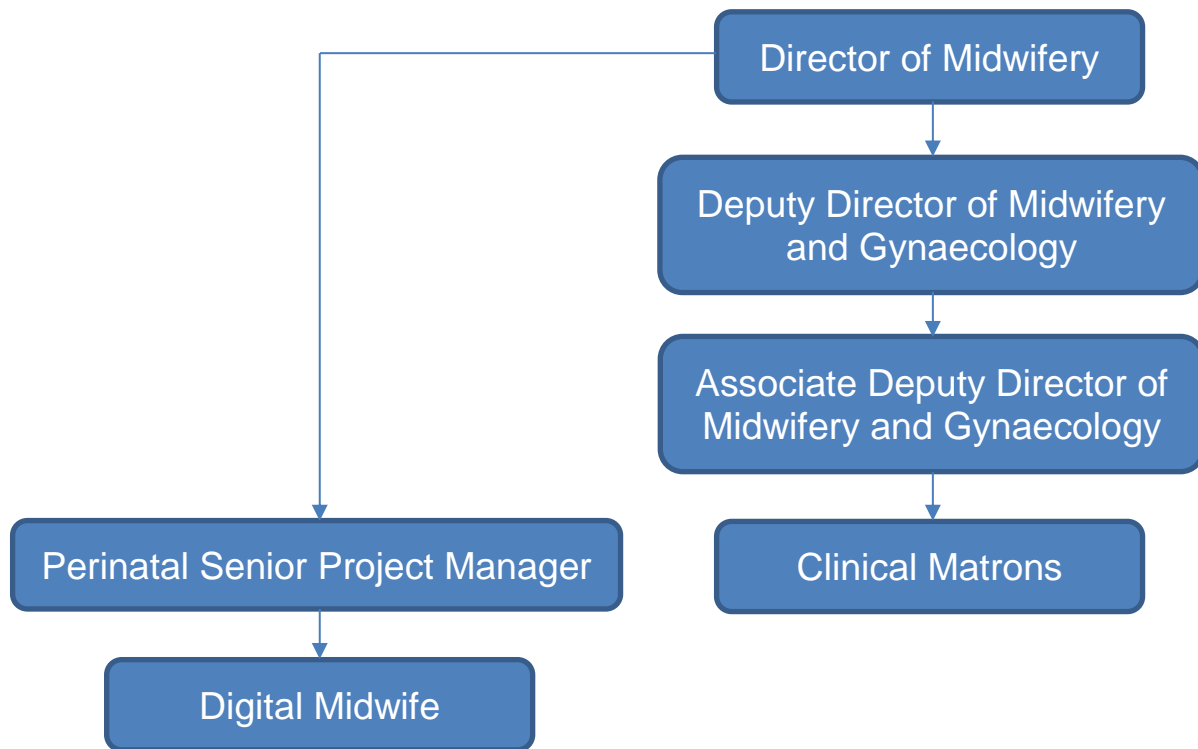 Director of Midwifery
Deputy Director of Midwifery
and Gynaecology
Associate Deputy Director of
Midwifery and Gynaecology
Perinatal Senior Project Manager
Clinical Matrons
Digital Midwife